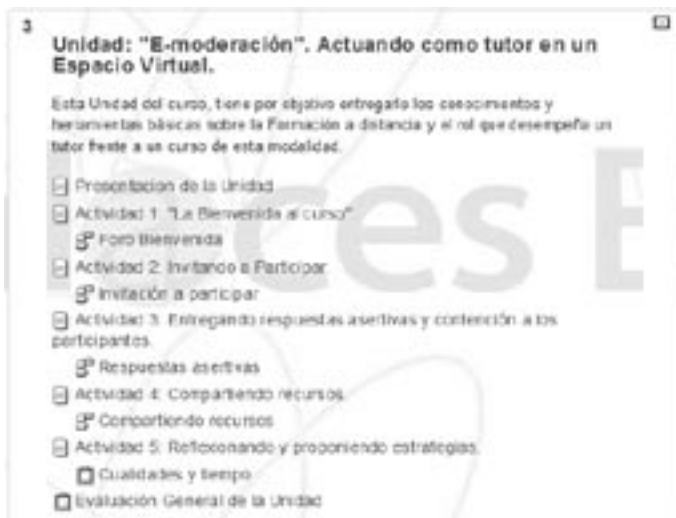 3
Unidad: "E-moderación". Actuando como tutor en un
Espacio Virtual.
Esta Unidad del curso, tiene por objetivo entregarle los conocimientos y
herramientas básicas sobre la Formación a distancia y el rol que desempeña un
tutor frente a un curso de esta modalidad.
Presentacion de la Unidad
Actividad 1: "La Bienvenida al curso"
Foro Bienvenida
Actividad 2: Invitando a Participar
Invitación a participar
Actividad 3: Entregando respuestas asertivas y contención a los
participantes.
Respuestas asertivas
Actividad 4: Compartiendo recursos.
Compartiendo recursos
Actividad 5: Reflexionando y proponiendo estrategias.
Cualidades y tiempo
Evaluación General de la Unidad